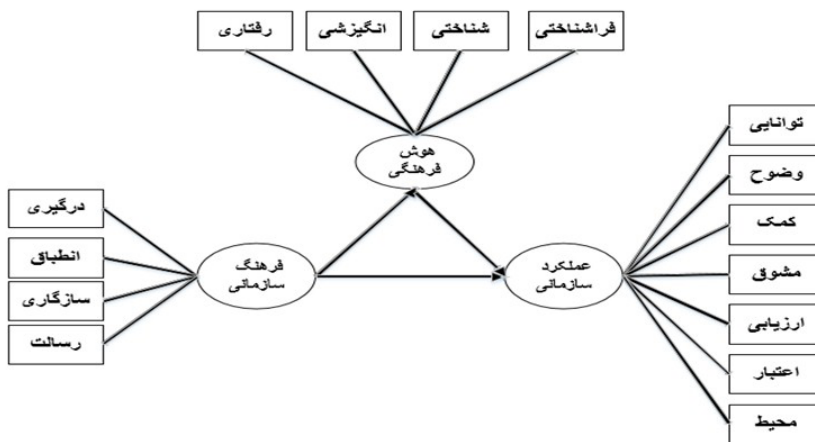 فراشناختی
شناختی
انگیزشی
رفتاری
هوش
فرهنگی
توانایی
وضوح
کمک
مشوق
ارزیابی
اعتبار
محیط
عملکرد
سازمانی
فرهنگ
سازمانی
درگیری
انطباق
سازگاری
رسالت